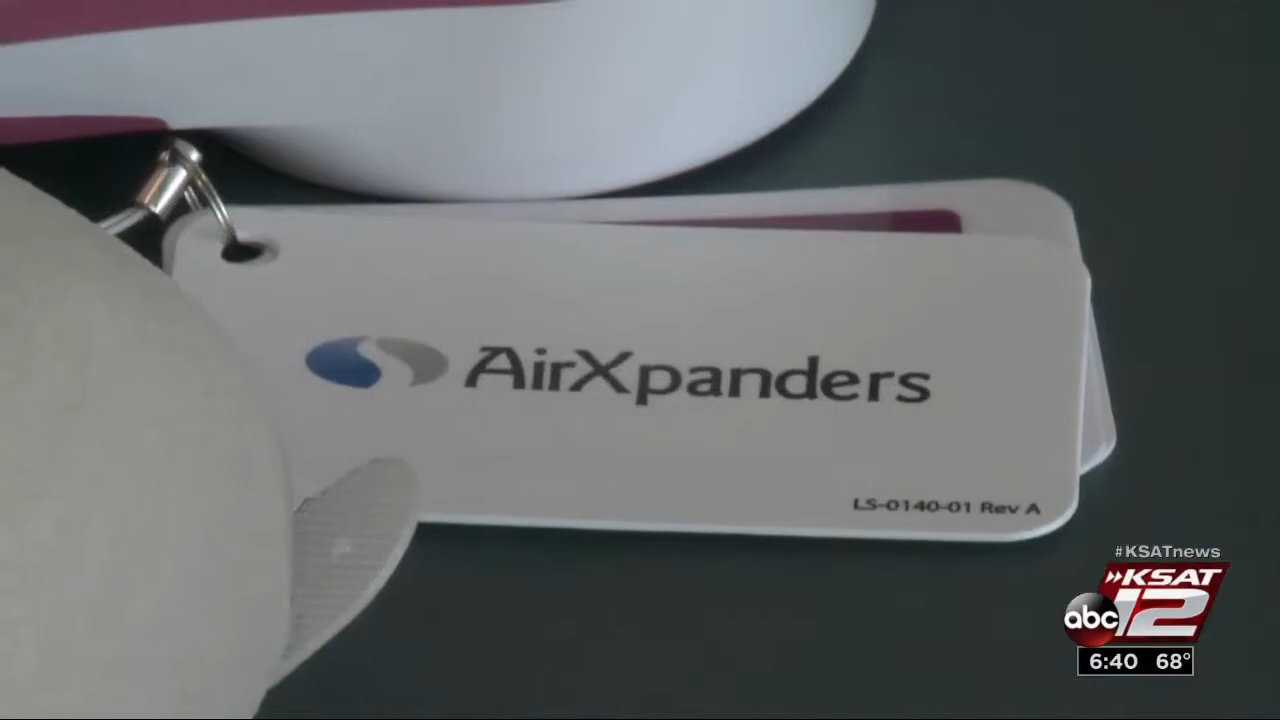 AirXpanders
LS-0140-01 Rev A
#KSATnews
KSAT
abc 12
6:40 68°